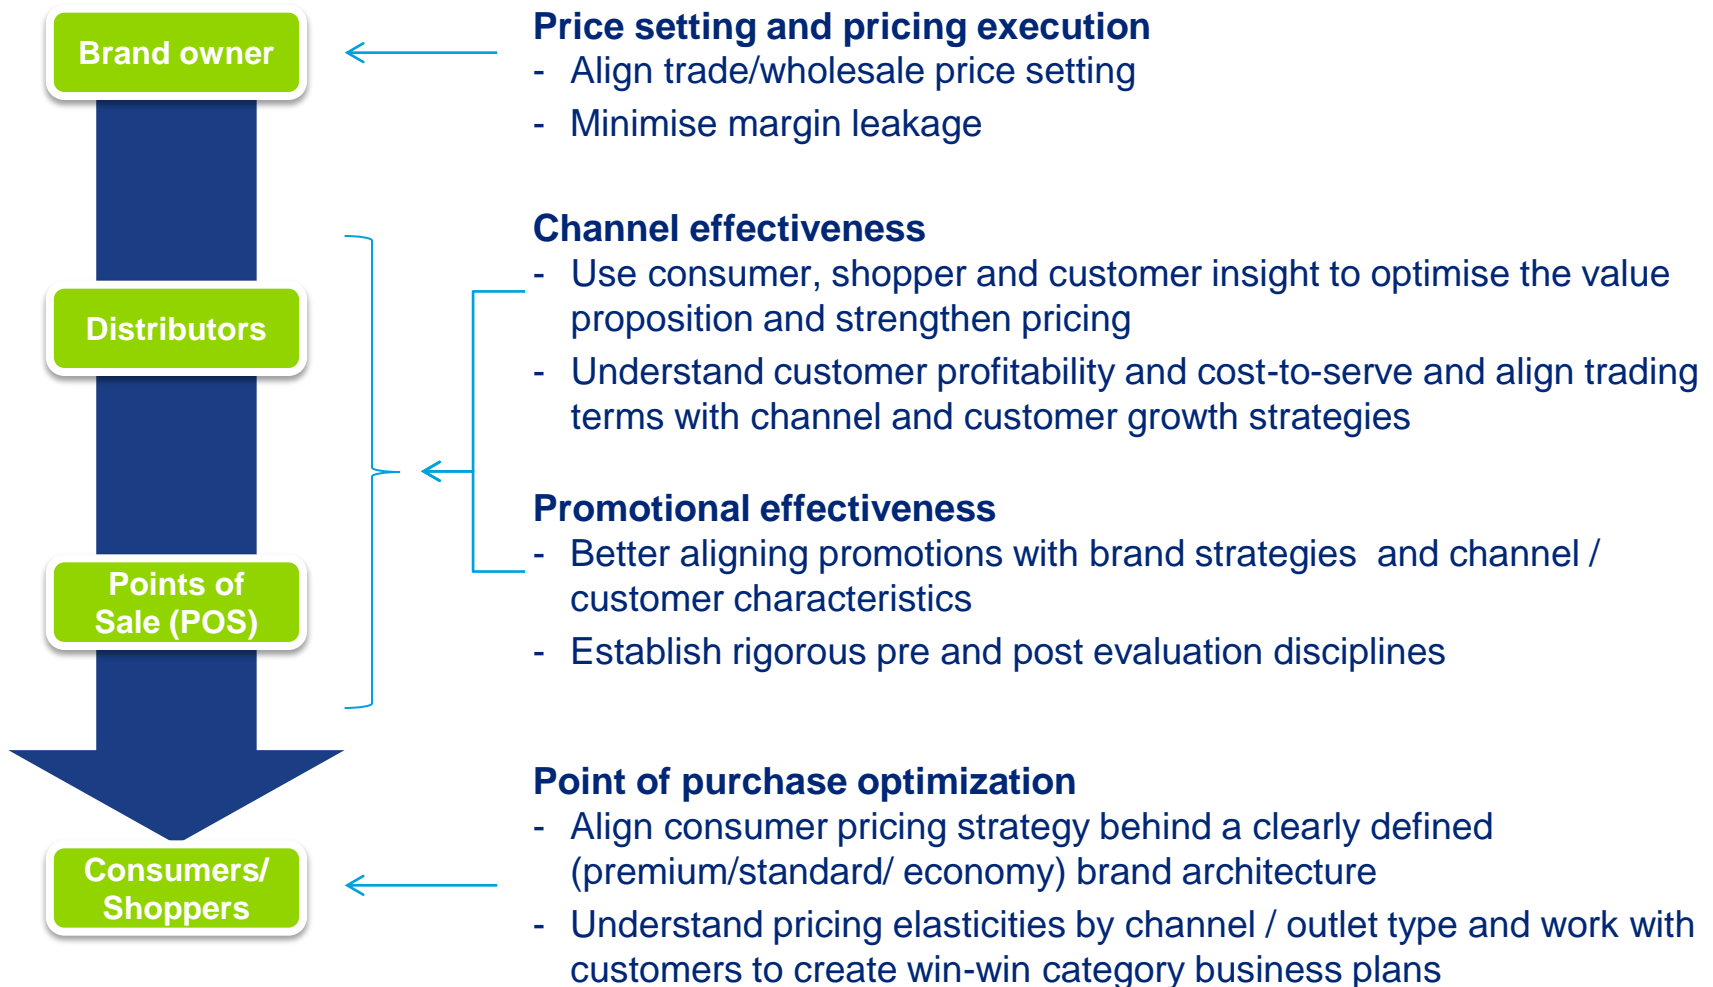 Brand owner
Price setting and pricing execution
- Align trade/wholesale price setting
- Minimise margin leakage
Distributors
Channel effectiveness
- Use consumer, shopper and customer insight to optimise the value
proposition and strengthen pricing
- Understand customer profitability and cost-to-serve and align trading
terms with channel and customer growth strategies
Points of
Sale (POS)
Promotional effectiveness
- Better aligning promotions with brand strategies  and channel /
customer characteristics
- Establish rigorous pre and post evaluation disciplines
Consumers/
Shoppers
Point of purchase optimization
- Align consumer pricing strategy behind a clearly defined
(premium/standard/ economy) brand architecture
- Understand pricing elasticities by channel / outlet type and work with
customers to create win-win category business plans